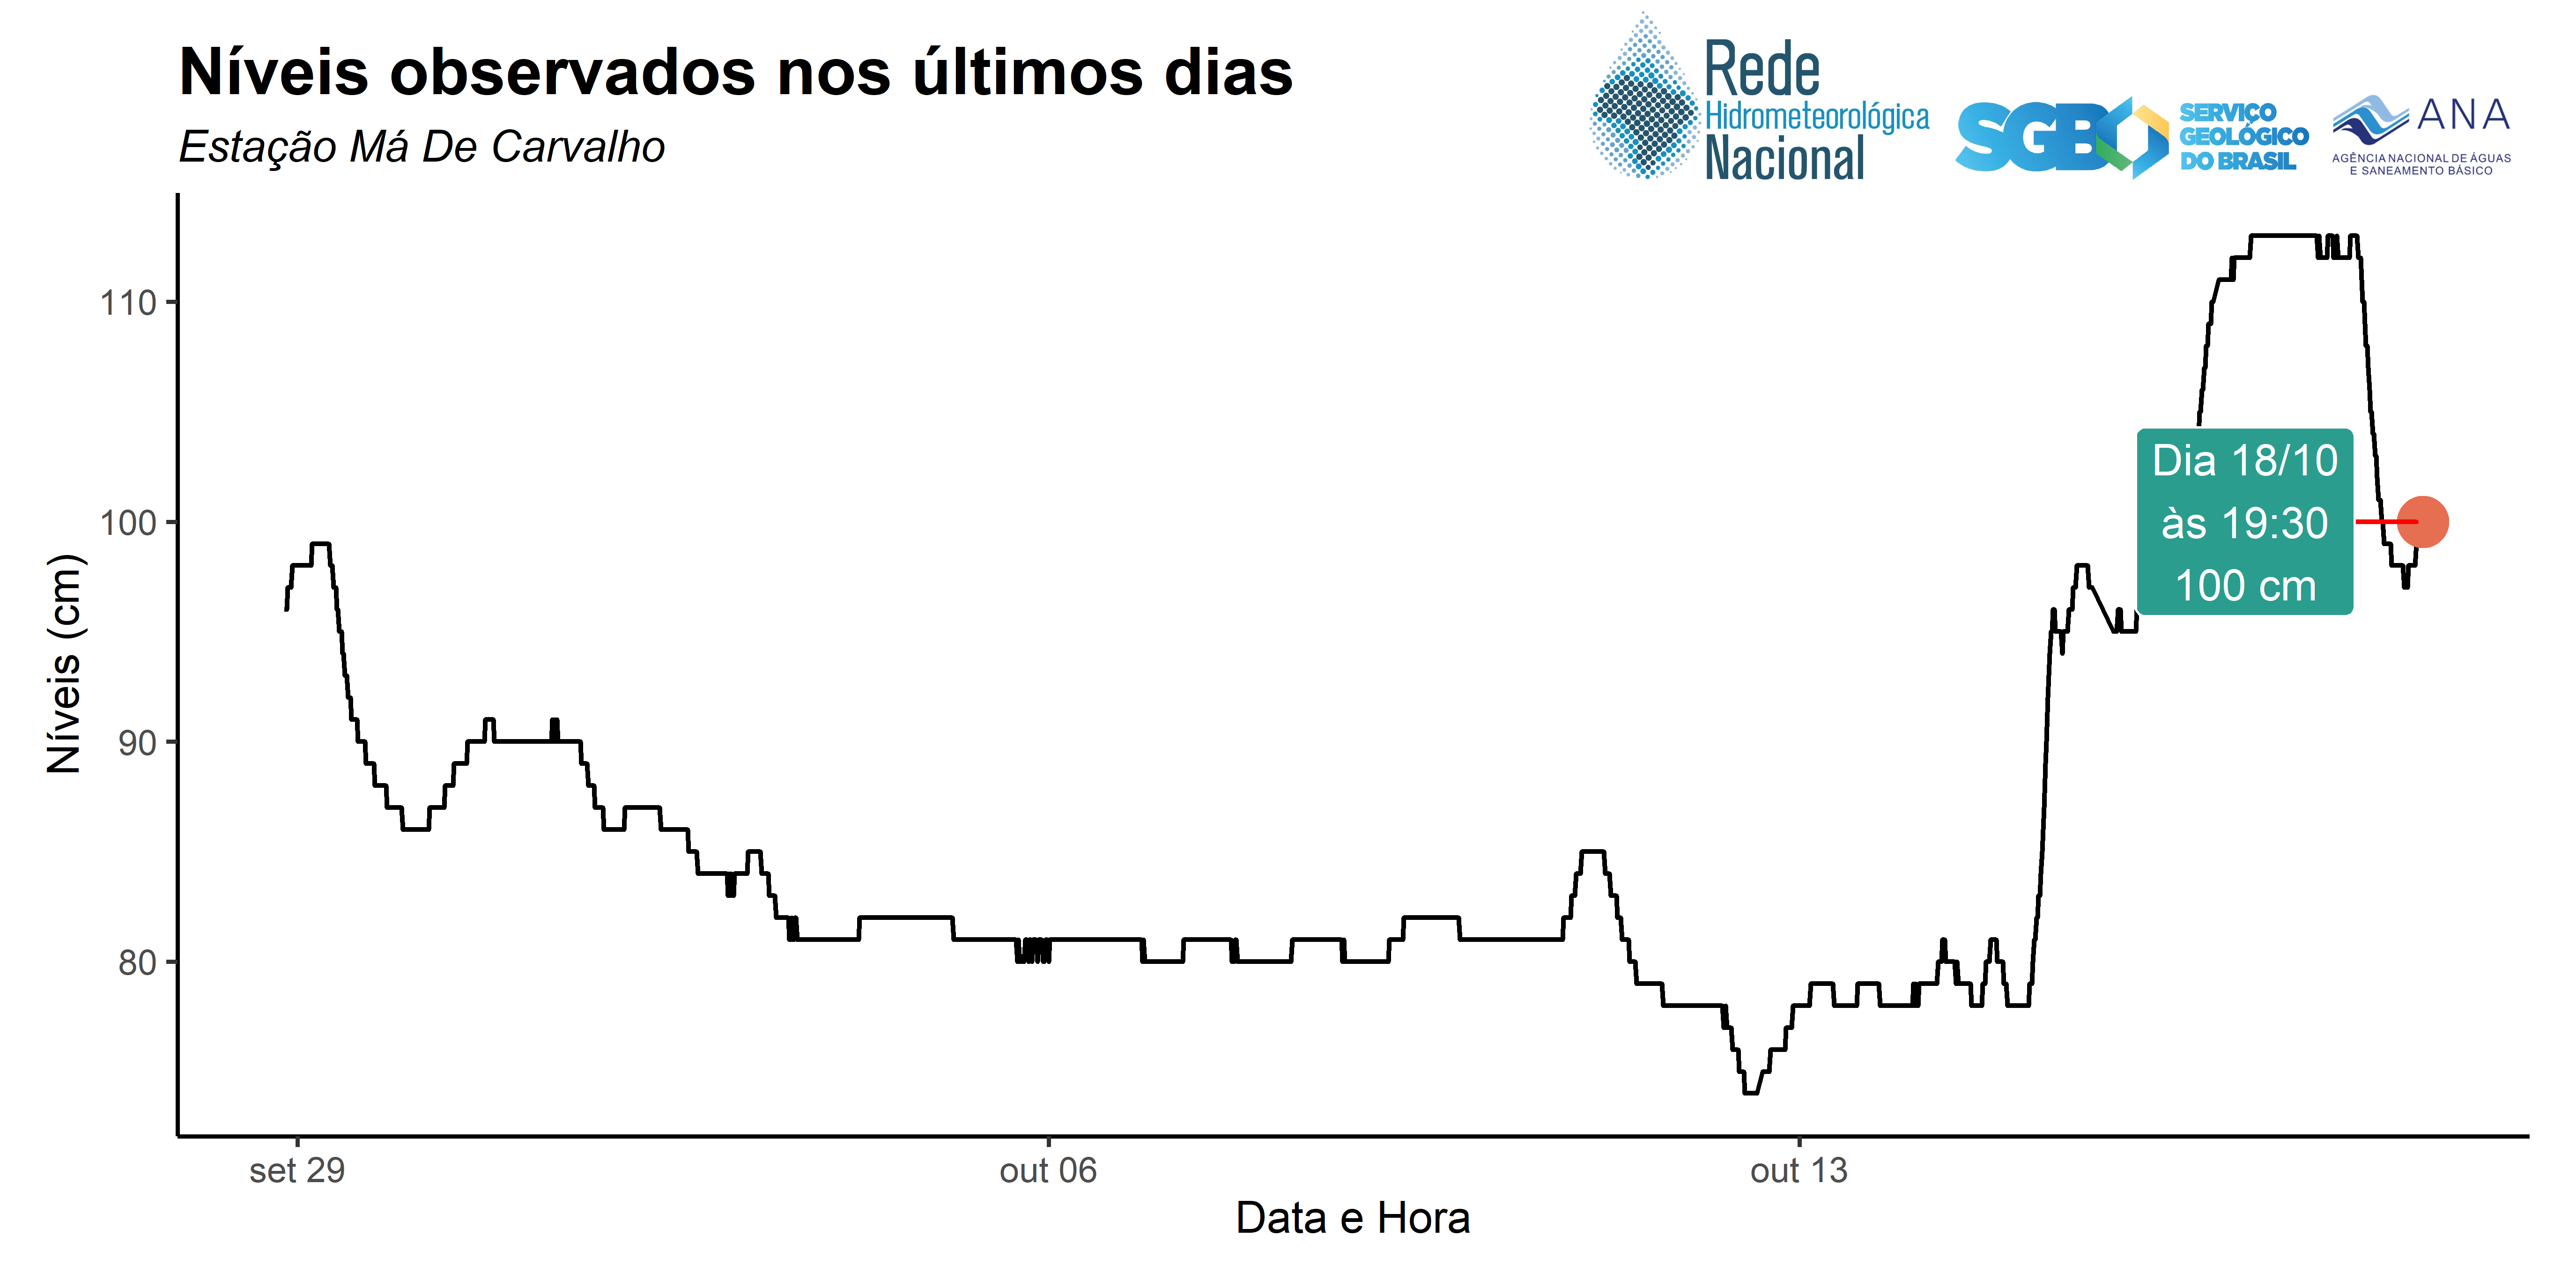 Níveis observados nos últimos dias
Estação Má De Carvalho
Rede
Hidrometeorológica
Nacional
SGB
SERVIÇO
GEOLÓGICO
DO BRASIL
ANA
AGÊNCIA NACIONAL DE ÁGUAS
E SANEAMENTO BÁSICO
Níveis (cm)
110
100
90
80
Dia 18/10
às 19:30
100 cm
set 29
out 06
out 13
Data e Hora